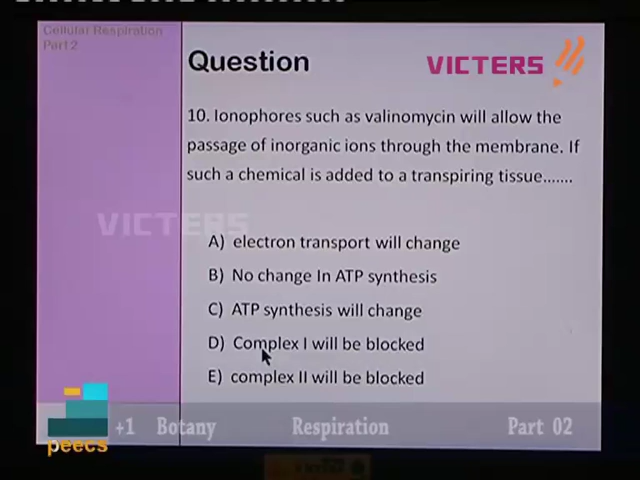 Cellular Respiration
Part 2
Question
VICTERS
10. Ionophores such as valinomycin will allow the
passage of inorganic ions through the membrane. If
such a chemical is added to a transpiring tissue.......
VICTERS
A) electron transport will change
B) No change In ATP synthesis
C) ATP synthesis will change
D) Complex I will be blocked
E) complex II will be blocked
+1 Botany Respiration Part 02
peecs